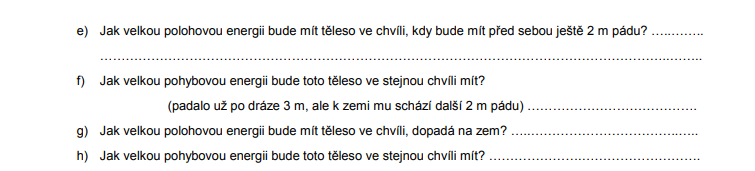 e) Jak velkou polohovou energii bude mít těleso ve chvíli, kdy bude mít před sebou ještě 2 m pádu? ……………
……………………………………………………………………………………………………………………………
f) Jak velkou pohybovou energii bude toto těleso ve stejnou chvíli mít?
(padalo už po dráze 3 m, ale k zemi mu schází další 2 m pádu) …………………………………
g) Jak velkou polohovou energii bude mít těleso ve chvíli, dopadá na zem? ……………………………………
h) Jak velkou pohybovou energii bude toto těleso ve stejnou chvíli mít? …………………………………………